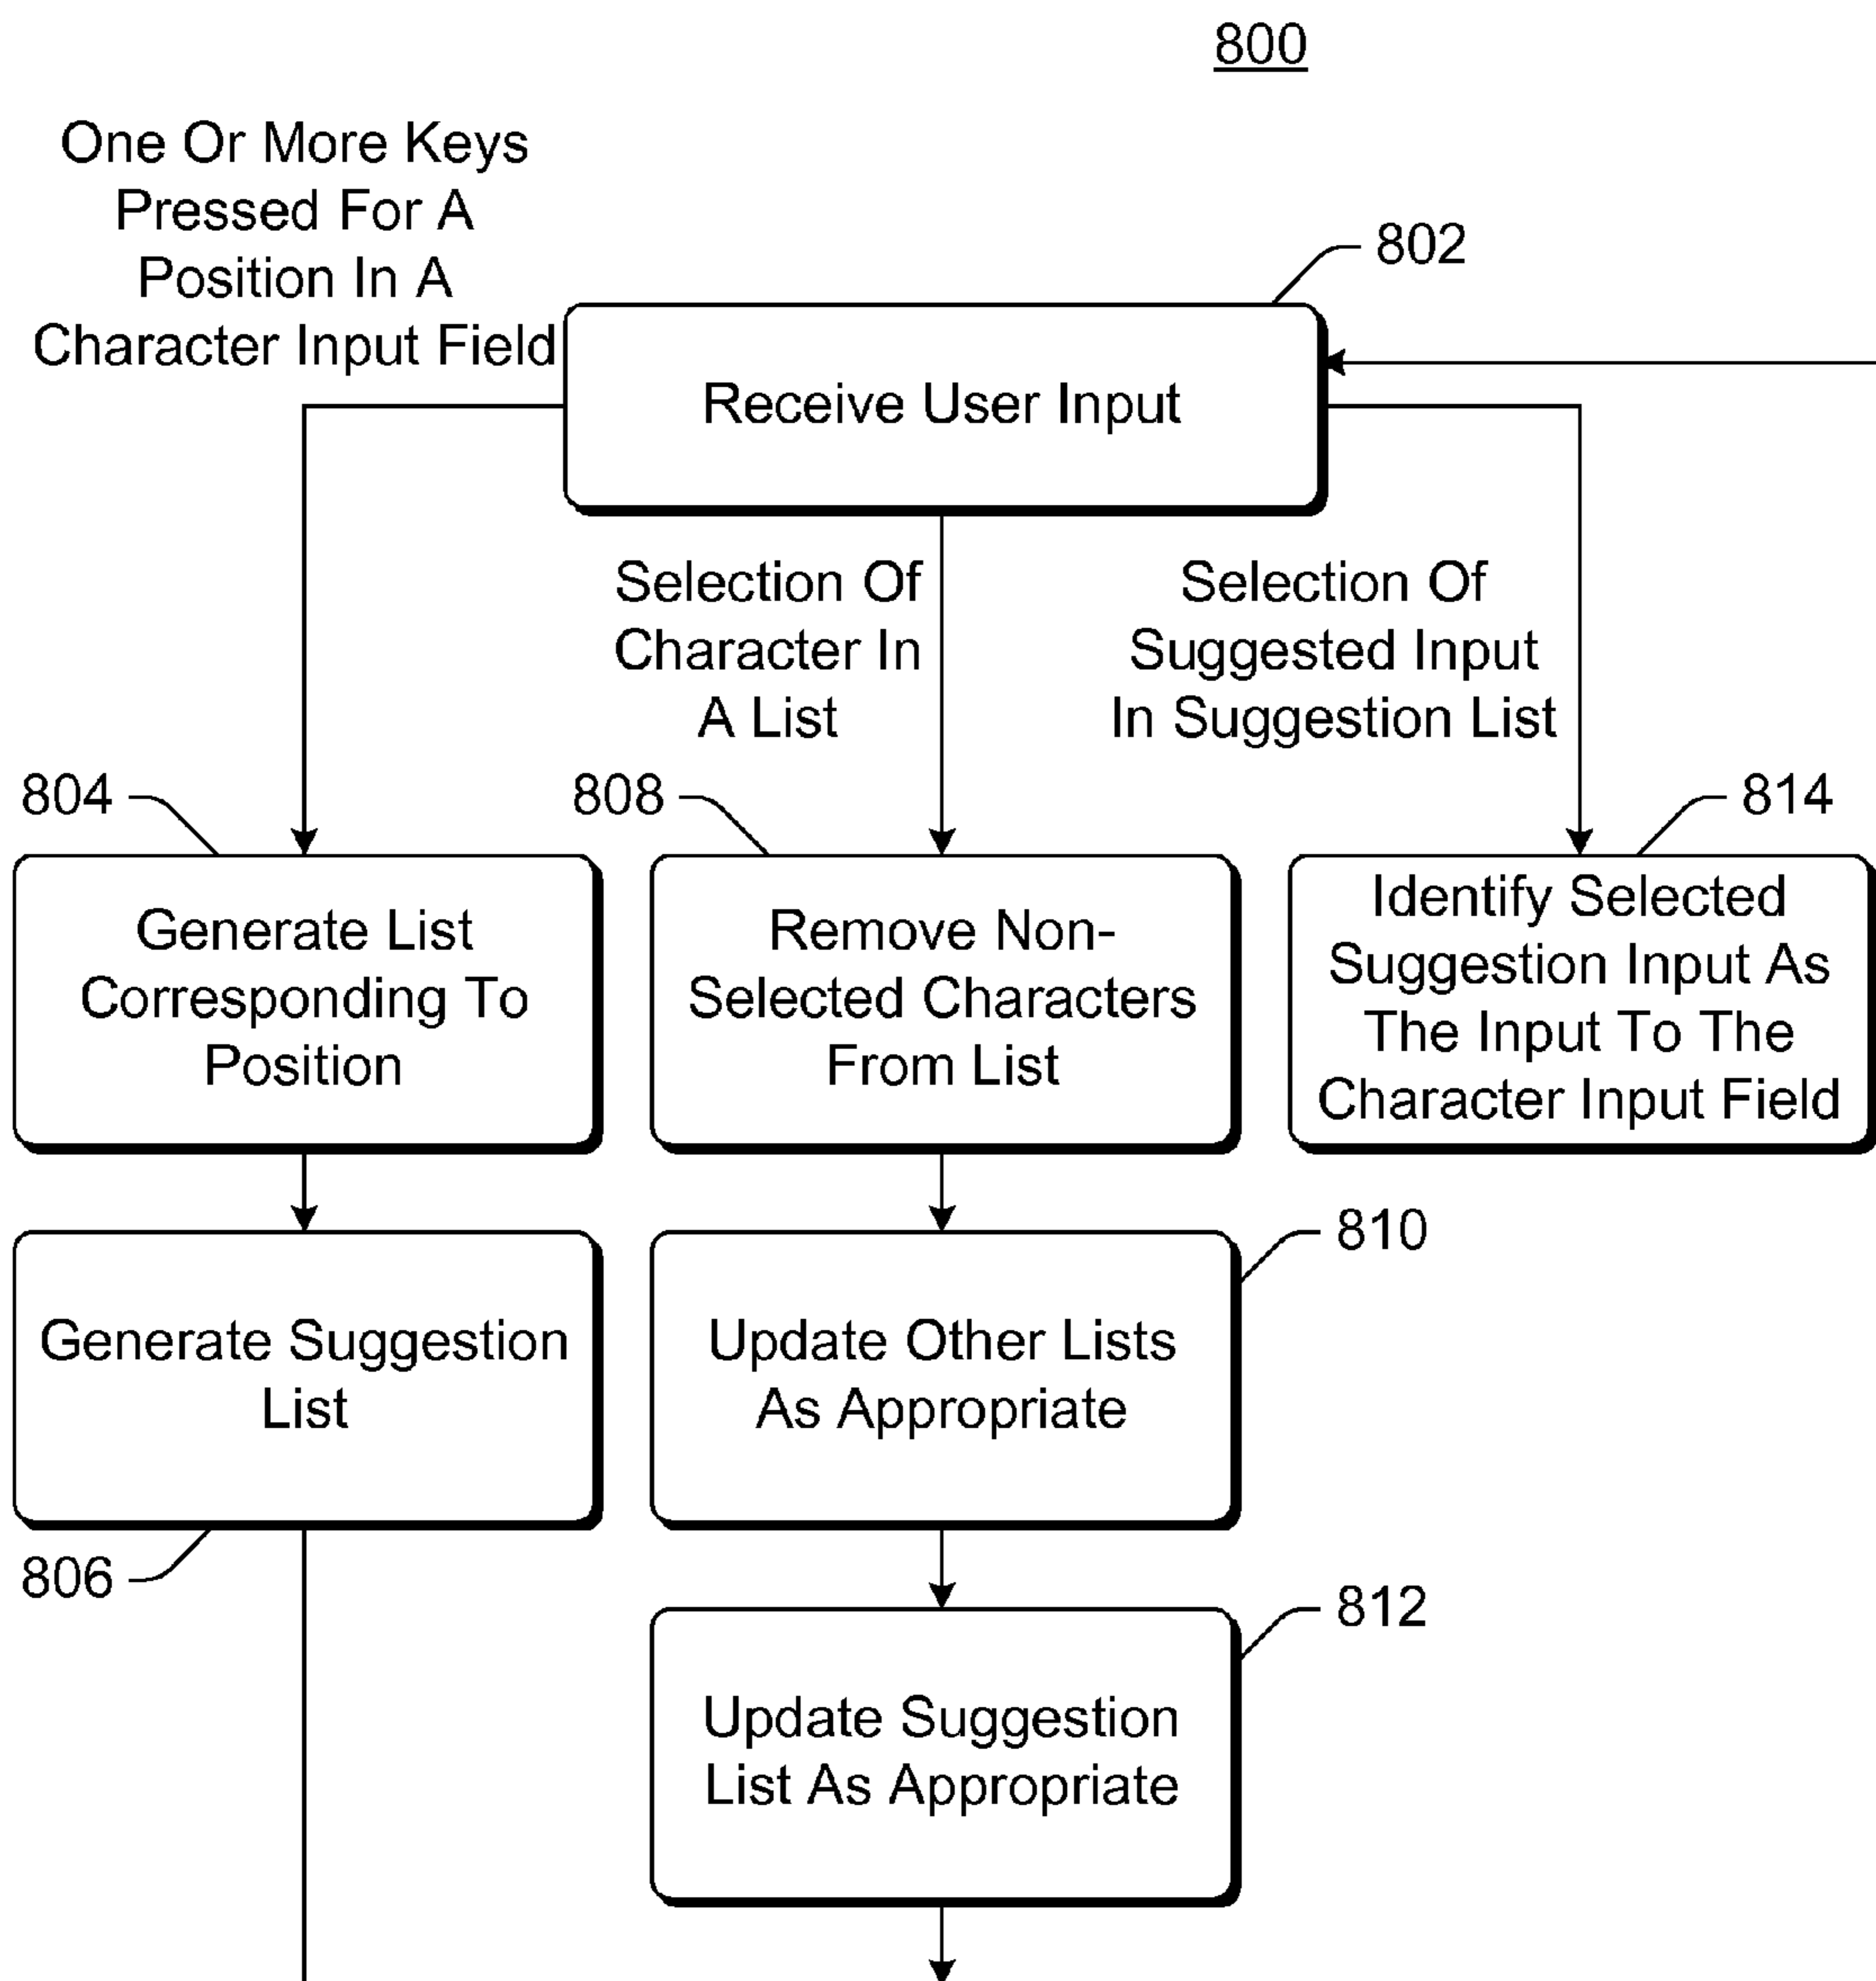 800
One Or More Keys
Pressed For A
Position In A
Character Input Field
802
Receive User Input
Selection Of
Character In
A List
Selection Of
Suggested Input
In Suggestion List
804
808
814
Generate List
Corresponding To
Position
Remove Non-
Selected Characters
From List
Identify Selected
Suggestion Input As
The Input To The
Character Input Field
810
Generate Suggestion
List
Update Other Lists
As Appropriate
806
812
Update Suggestion
List As Appropriate